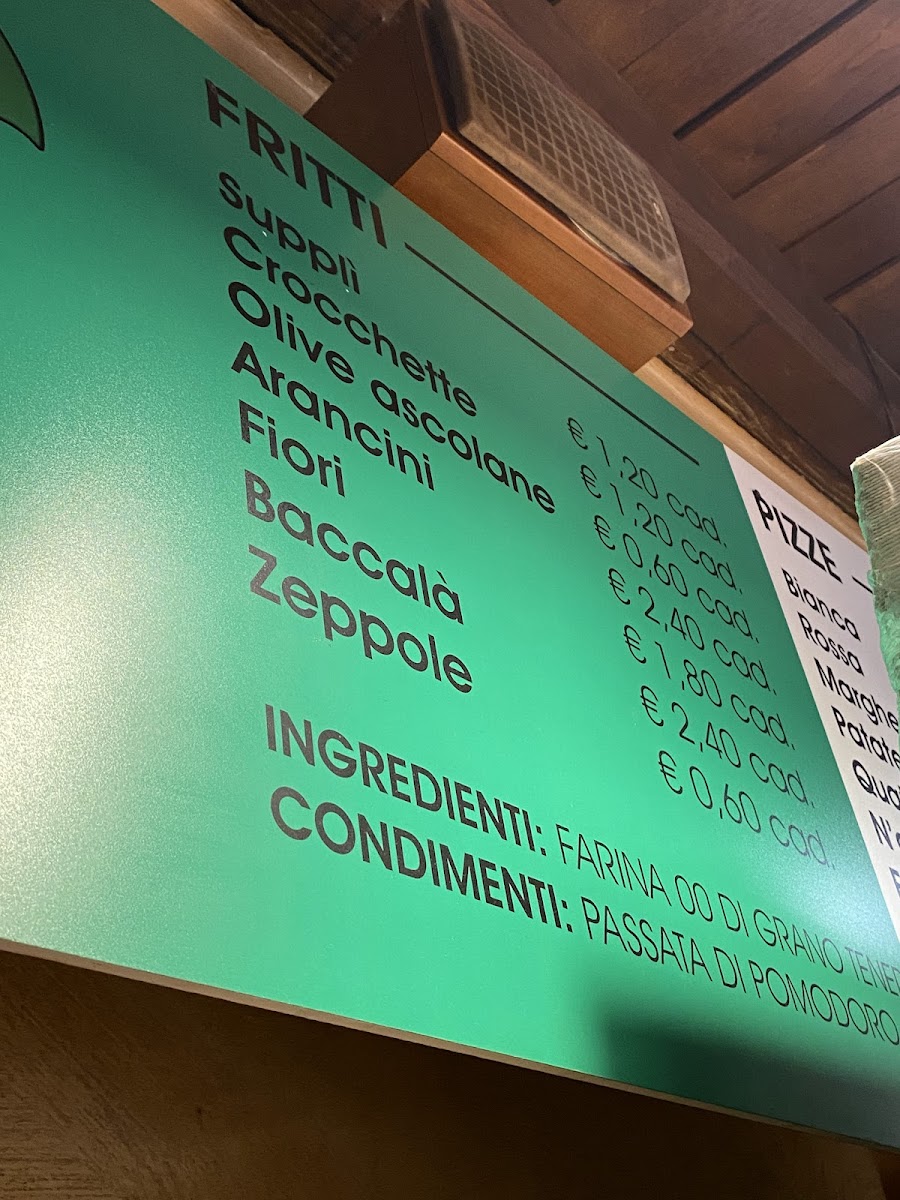 FRITTI
Supplì € 1,20 cad.
Crocchette € 1,20 cad.
Olive ascolane € 0,60 cad.
Arancini € 2,40 cad.
Fiori € 1,80 cad.
Baccalà € 2,40 cad.
Zeppole € 0,60 cad.
INGREDIENTI: FARINA 00 DI GRANO
CONDIMENTI: PASSATA DI POMODORO
PIZZE
Bianca
Rossa